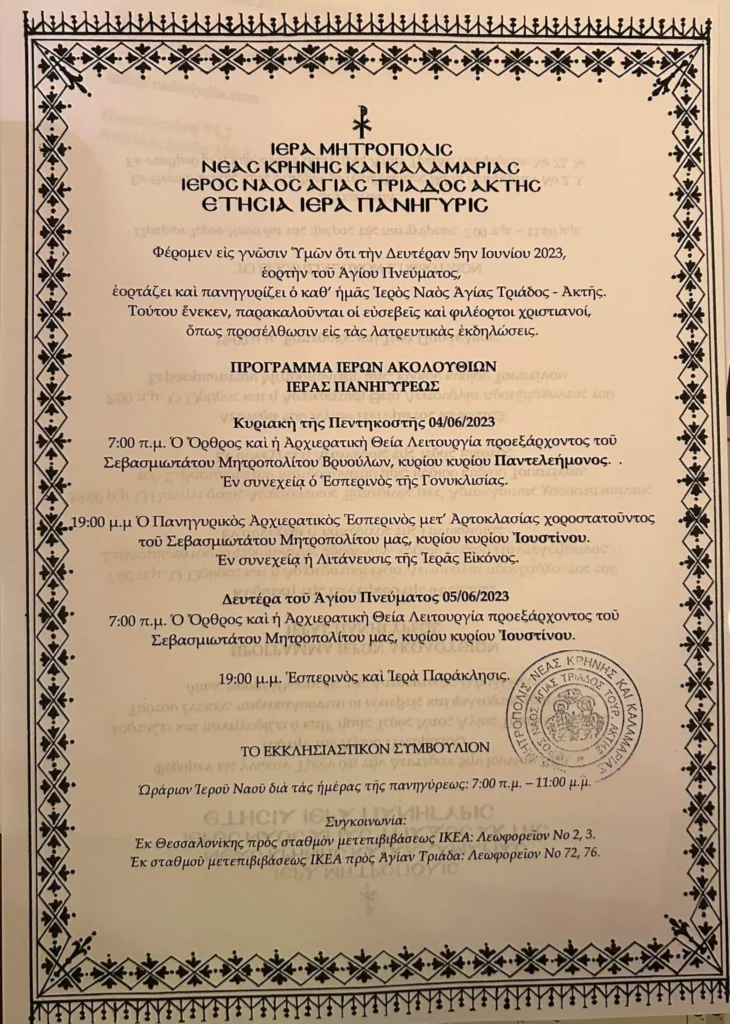 ΙΕΡΑ ΜΗΤΡΟΠΟΛΙΣ
ΝΕΑΣ ΚΡΗΝΗΣ ΚΑΙ ΚΑΛΑΜΑΡΙΑΣ
ΙΕΡΟΣ ΝΑΟΣ ΑΓΙΑΣ ΤΡΙΑΔΟΣ ΑΚΤΗΣ
ΕΤΗΣΙΑ ΙΕΡΑ ΠΑΝΗΓΥΡΙΣ
Φέρομεν εἰς γνῶσιν Ὑμῶν ὅτι τὴν Δευτέραν 5ην Ιουνίου 2023,
ἑορτὴν τοῦ Ἁγίου Πνεύματος,
ἑορτάζει καὶ πανηγυρίζει ὁ καθ’ ἡμᾶς Ἱερὸς Ναὸς Ἁγίας Τριάδος - Ἀκτῆς.
Τούτου ἕνεκεν, παρακαλοῦνται οἱ εὐσεβεῖς καὶ φιλέορτοι χριστιανοί,
ὅπως προσέλθωσιν εἰς τὰς λατρευτικὰς ἐκδηλώσεις.
ΠΡΟΓΡΑΜΜΑ ΙΕΡΩΝ ΑΚΟΛΟΥΘΙΩΝ
ΙΕΡΑΣ ΠΑΝΗΓΥΡΕΩΣ
Κυριακὴ τῆς Πεντηκοστῆς 04/06/2023
7:00 π.μ. Ὁ Ὄρθρος καὶ ἡ Ἀρχιερατικὴ Θεία Λειτουργία προεξάρχοντος τοῦ
Σεβασμιωτάτου Μητροπολίτου Βρυούλων, κυρίου κυρίου Παντελεήμονος. .
Ἐν συνεχείᾳ ὁ Ἑσπερινὸς τῆς Γονυκλισίας.
19:00 μ.μ Ὁ Πανηγυρικὸς Ἀρχιερατικὸς Ἑσπερινὸς μετ’ Ἀρτοκλασίας χοροστατοῦντος
τοῦ Σεβασμιωτάτου Μητροπολίτου μας, κυρίου κυρίου Ἰουστίνου.
Ἐν συνεχείᾳ ἡ Λιτάνευσις τῆς Ἱερᾶς Εἰκόνος.
Δευτέρα τοῦ Ἁγίου Πνεύματος 05/06/2023
7:00 π.μ. Ὁ Ὄρθρος καὶ ἡ Ἀρχιερατικὴ Θεία Λειτουργία προεξάρχοντος τοῦ
Σεβασμιωτάτου Μητροπολίτου μας, κυρίου κυρίου Ἰουστίνου.
19:00 μ.μ. Ἑσπερινὸς καὶ Ἱερὰ Παράκλησις.
ΜΗΤΡΟΠΟΛΙΣ ΝΕΑΣ ΚΡΗΝΗΣ ΚΑΙ ΚΑΛΑΜΑΡΙΑΣ
ΝΑΟΣ ΑΓΙΑΣ ΤΡΙΑΔΟΣ ΤΟΥΡ. ΑΚΤΗΣ
ΤΟ ΕΚΚΛΗΣΙΑΣΤΙΚΟΝ ΣΥΜΒΟΥΛΙΟΝ
Ὡράριον Ἱεροῦ Ναοῦ διὰ τὰς ἡμέρας τῆς πανηγύρεως: 7:00 π.μ. – 11:00 μ.μ.
Συγκοινωνία:
Ἐκ Θεσσαλονίκης πρὸς σταθμὸν μετεπιβιβάσεως ΙΚΕΑ: Λεωφορεῖον Νο 2, 3.
Ἐκ σταθμοῦ μετεπιβιβάσεως ΙΚΕΑ πρὸς Ἁγίαν Τριάδα: Λεωφορεῖον Νο 72, 76.